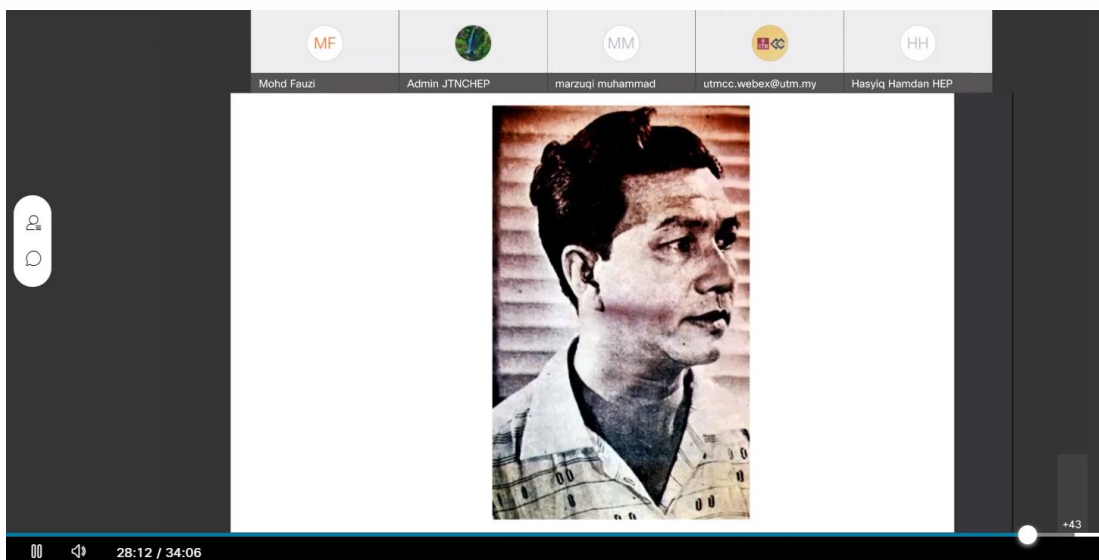 MF MM HH
Mohd Fauzi Admin JTNCHEP marzuqi muhammad utmcc.webex@utm.my Hasyiq Hamdan HEP
+43
28:12 / 34:06